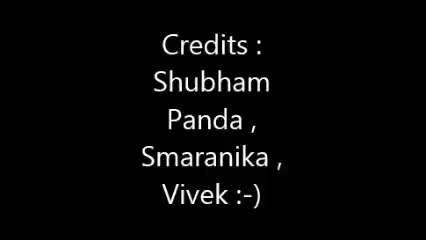 Credits :
Shubham
Panda ,
Smaranika ,
Vivek :-)